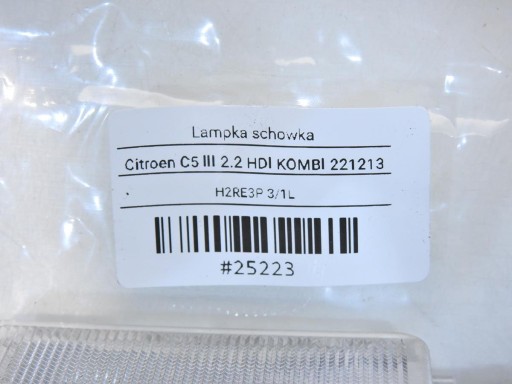 Lampka schowka
Citroen C5 III 2.2 HDI KOMBI 221213
H2RE3P 3/1L
#25223